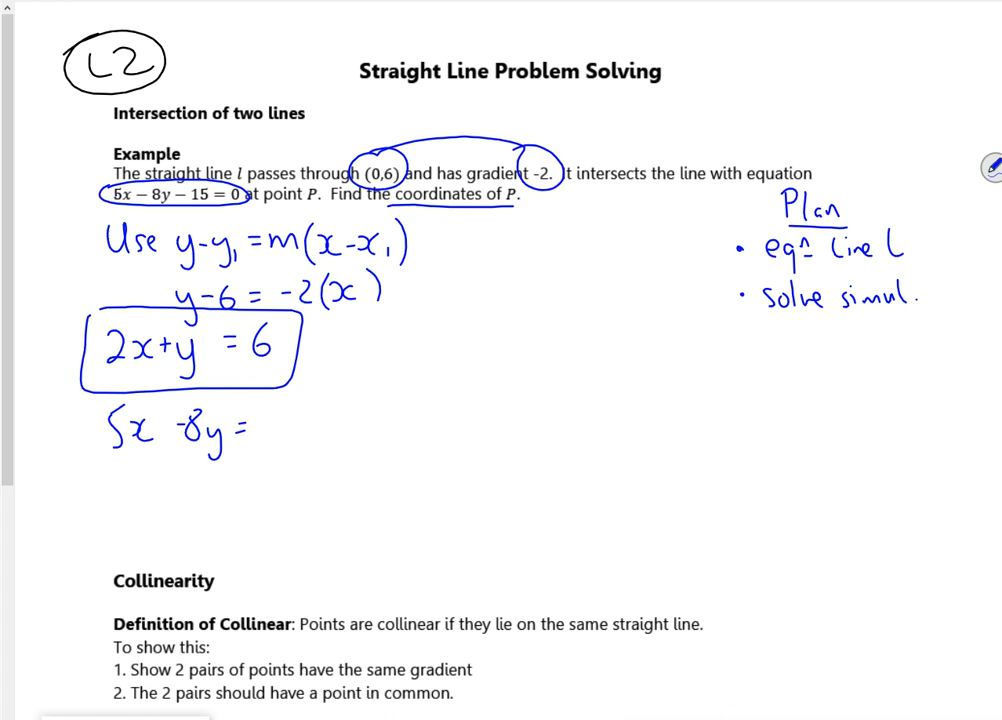 L2
Straight Line Problem Solving
Intersection of two lines
Example
The straight line l passes through (0,6) and has gradient -2. It intersects the line with equation
5x − 8y − 15 = 0 at point P. Find the coordinates of P.
Plan
• eqⁿ line L
• solve simul.
Use y-y₁ = m(x-x₁)
y-6 = -2(x )
2x+y = 6
5x -8y =
Collinearity
Definition of Collinear: Points are collinear if they lie on the same straight line.
To show this:
1. Show 2 pairs of points have the same gradient
2. The 2 pairs should have a point in common.